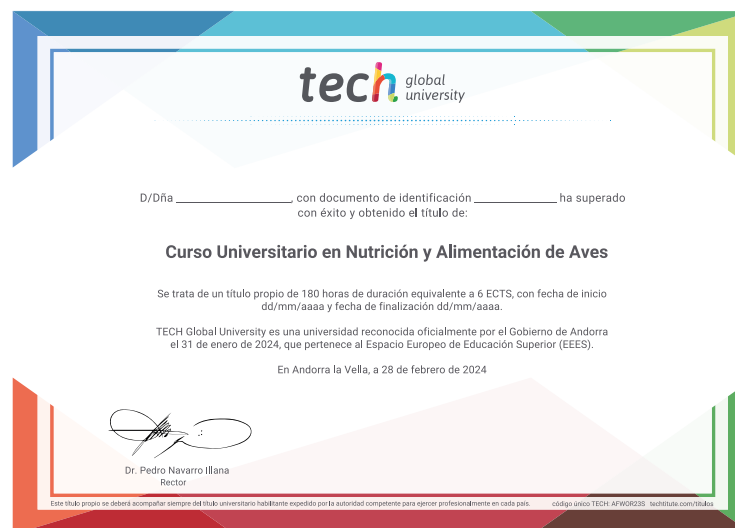 tech global university
D/Dña ____________________, con documento de identificación ______________ ha superado
con éxito y obtenido el título de:
Curso Universitario en Nutrición y Alimentación de Aves
Se trata de un título propio de 180 horas de duración equivalente a 6 ECTS, con fecha de inicio
dd/mm/aaaa y fecha de finalización dd/mm/aaaa.
TECH Global University es una universidad reconocida oficialmente por el Gobierno de Andorra
el 31 de enero de 2024, que pertenece al Espacio Europeo de Educación Superior (EEES).
En Andorra la Vella, a 28 de febrero de 2024
Dr. Pedro Navarro Illana
Rector
Este título propio se deberá acompañar siempre del título universitario habilitante expedido por la autoridad competente para ejercer profesionalmente en cada país. código único TECH: AFWOR23S techtitute.com/títulos